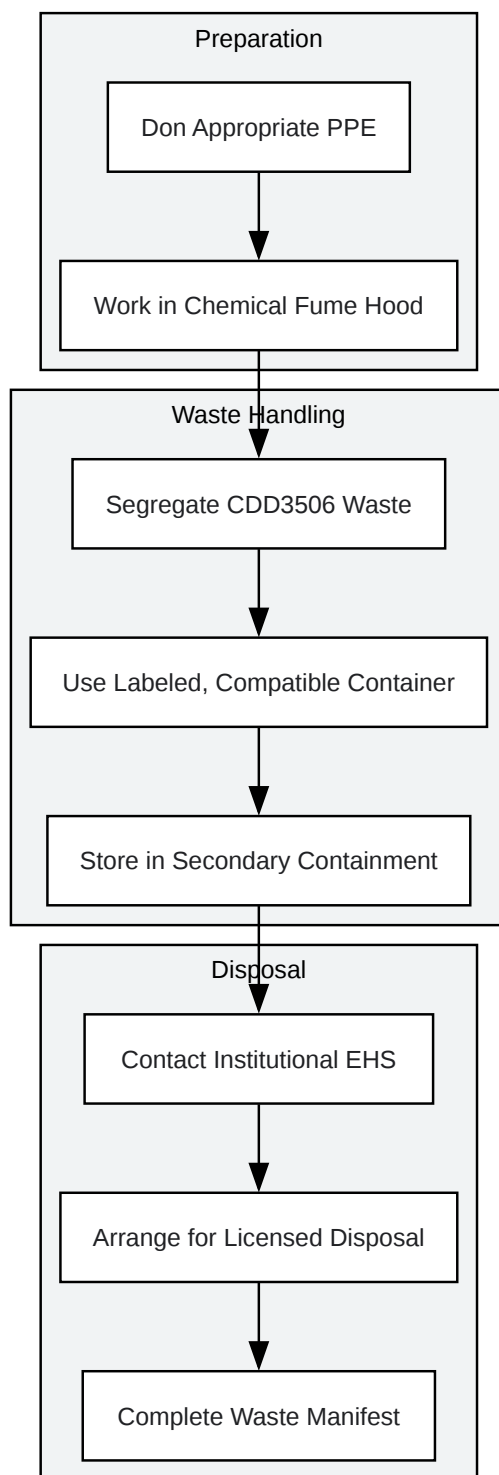 Preparation
Don Appropriate PPE
Work in Chemical Fume Hood
Waste Handling
Segregate CDD3506 Waste
Use Labeled, Compatible Container
Store in Secondary Containment
Disposal
Contact Institutional EHS
Arrange for Licensed Disposal
Complete Waste Manifest